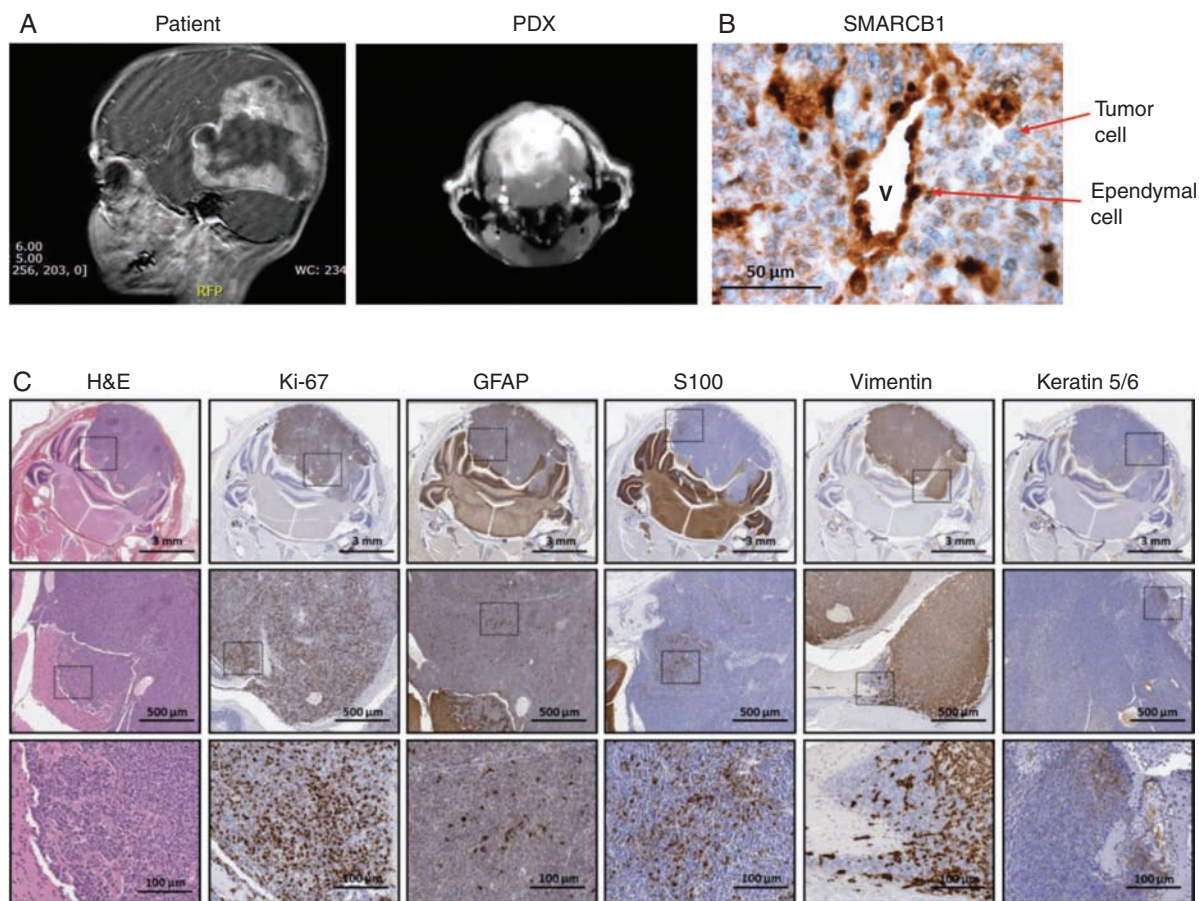 A Patient PDX B SMARCB1
Tumor
cell
Ependymal
cell
V
6.00
5.00
256, 203, 0]
WC: 234
RFP
50 µm
C H&E Ki-67 GFAP S100 Vimentin Keratin 5/6
3 mm 3 mm 3 mm 3 mm 3 mm 3 mm
500 µm 500 µm 500 µm 500 µm 500 µm 500 µm
100 µm 100 µm 100 µm 100 µm 100 µm 100 µm